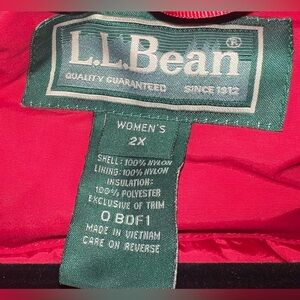 L.L.Bean®
QUALITY GUARANTEED SINCE 1912
WOMEN'S
2X
SHELL: 100% NYLON
LINING: 100% NYLON
INSULATION:
100% POLYESTER
EXCLUSIVE OF TRIM
0 BDF1
MADE IN VIETNAM
CARE ON REVERSE